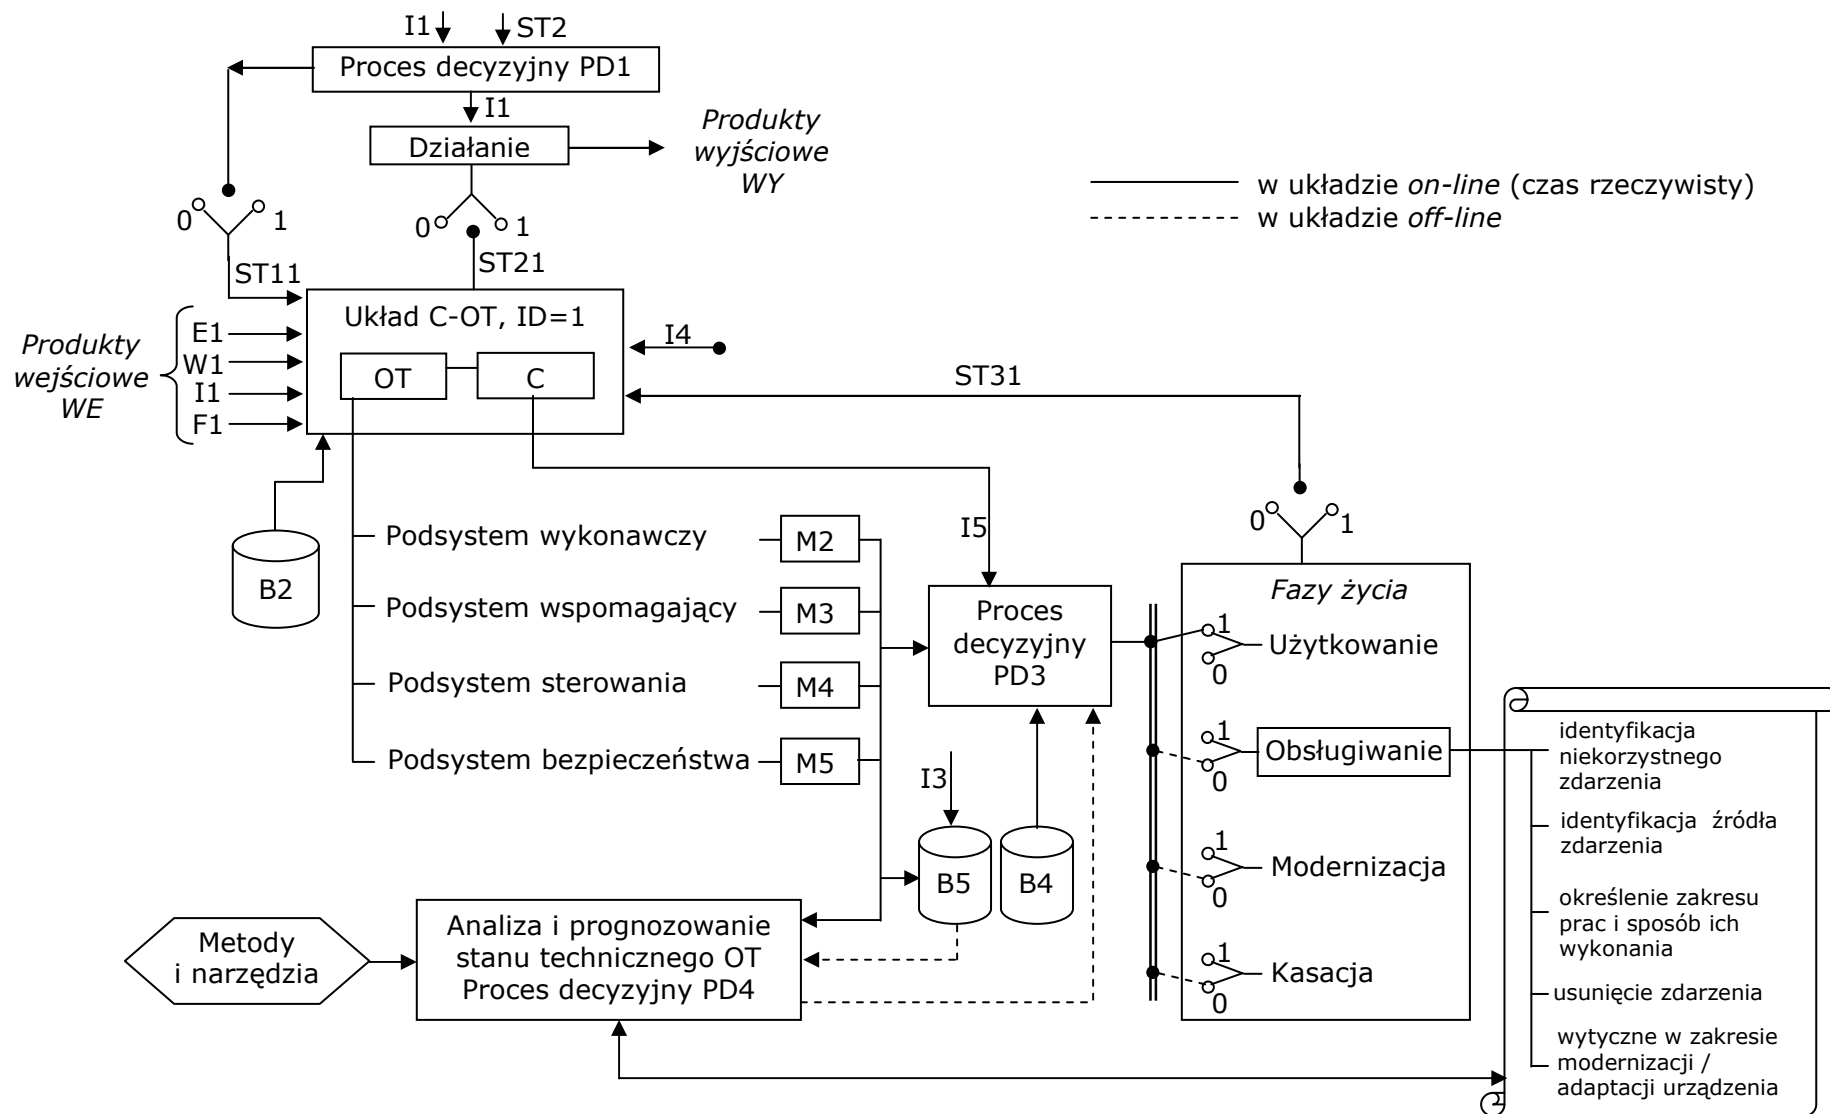 I1
ST2
Proces decyzyjny PD1
I1
Działanie
Produkty
wyjściowe
WY
w układzie on-line (czas rzeczywisty)
w układzie off-line
0
1
0
1
ST11
ST21
Układ C-OT, ID=1
OT
C
Produkty
wejściowe
WE
E1
W1
I1
F1
I4
ST31
B2
Podsystem wykonawczy
M2
Podsystem wspomagający
M3
Podsystem sterowania
M4
Podsystem bezpieczeństwa
M5
I5
Proces
decyzyjny
PD3
I3
B5
B4
0
1
Fazy życia
1
Użytkowanie
0
1
Obsługiwanie
0
1
Modernizacja
0
1
Kasacja
0
identyfikacja
niekorzystnego
zdarzenia
identyfikacja źródła
zdarzenia
określenie zakresu
prac i sposób ich
wykonania
usunięcie zdarzenia
wytyczne w zakresie
modernizacji /
adaptacji urządzenia
Metody
i narzędzia
Analiza i prognozowanie
stanu technicznego OT
Proces decyzyjny PD4